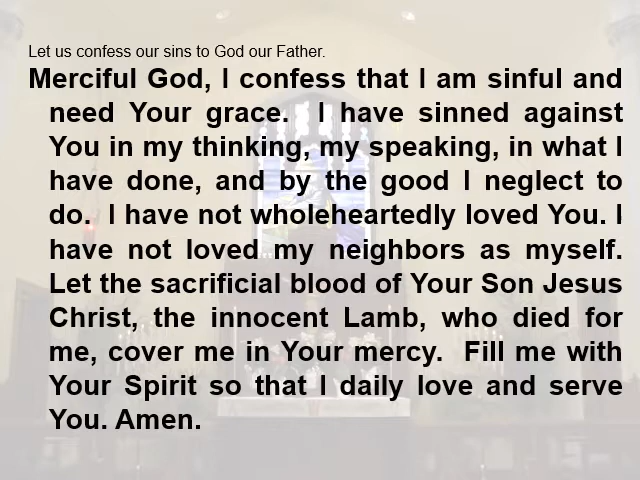 Let us confess our sins to God our Father.
Merciful God, I confess that I am sinful and
need Your grace.  I have sinned against
You in my thinking, my speaking, in what I
have done, and by the good I neglect to
do.  I have not wholeheartedly loved You. I
have not loved my neighbors as myself.
Let the sacrificial blood of Your Son Jesus
Christ, the innocent Lamb, who died for
me, cover me in Your mercy.  Fill me with
Your Spirit so that I daily love and serve
You. Amen.